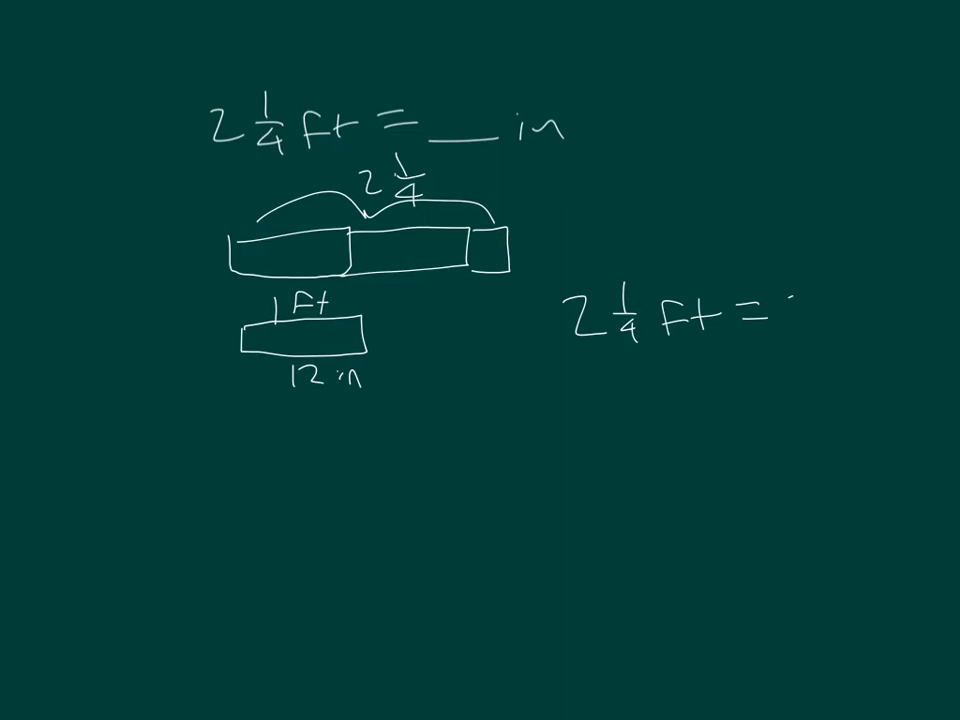 2 1/4 ft = ___ in
2 1/4
1 ft
12 in
2 1/4 ft =